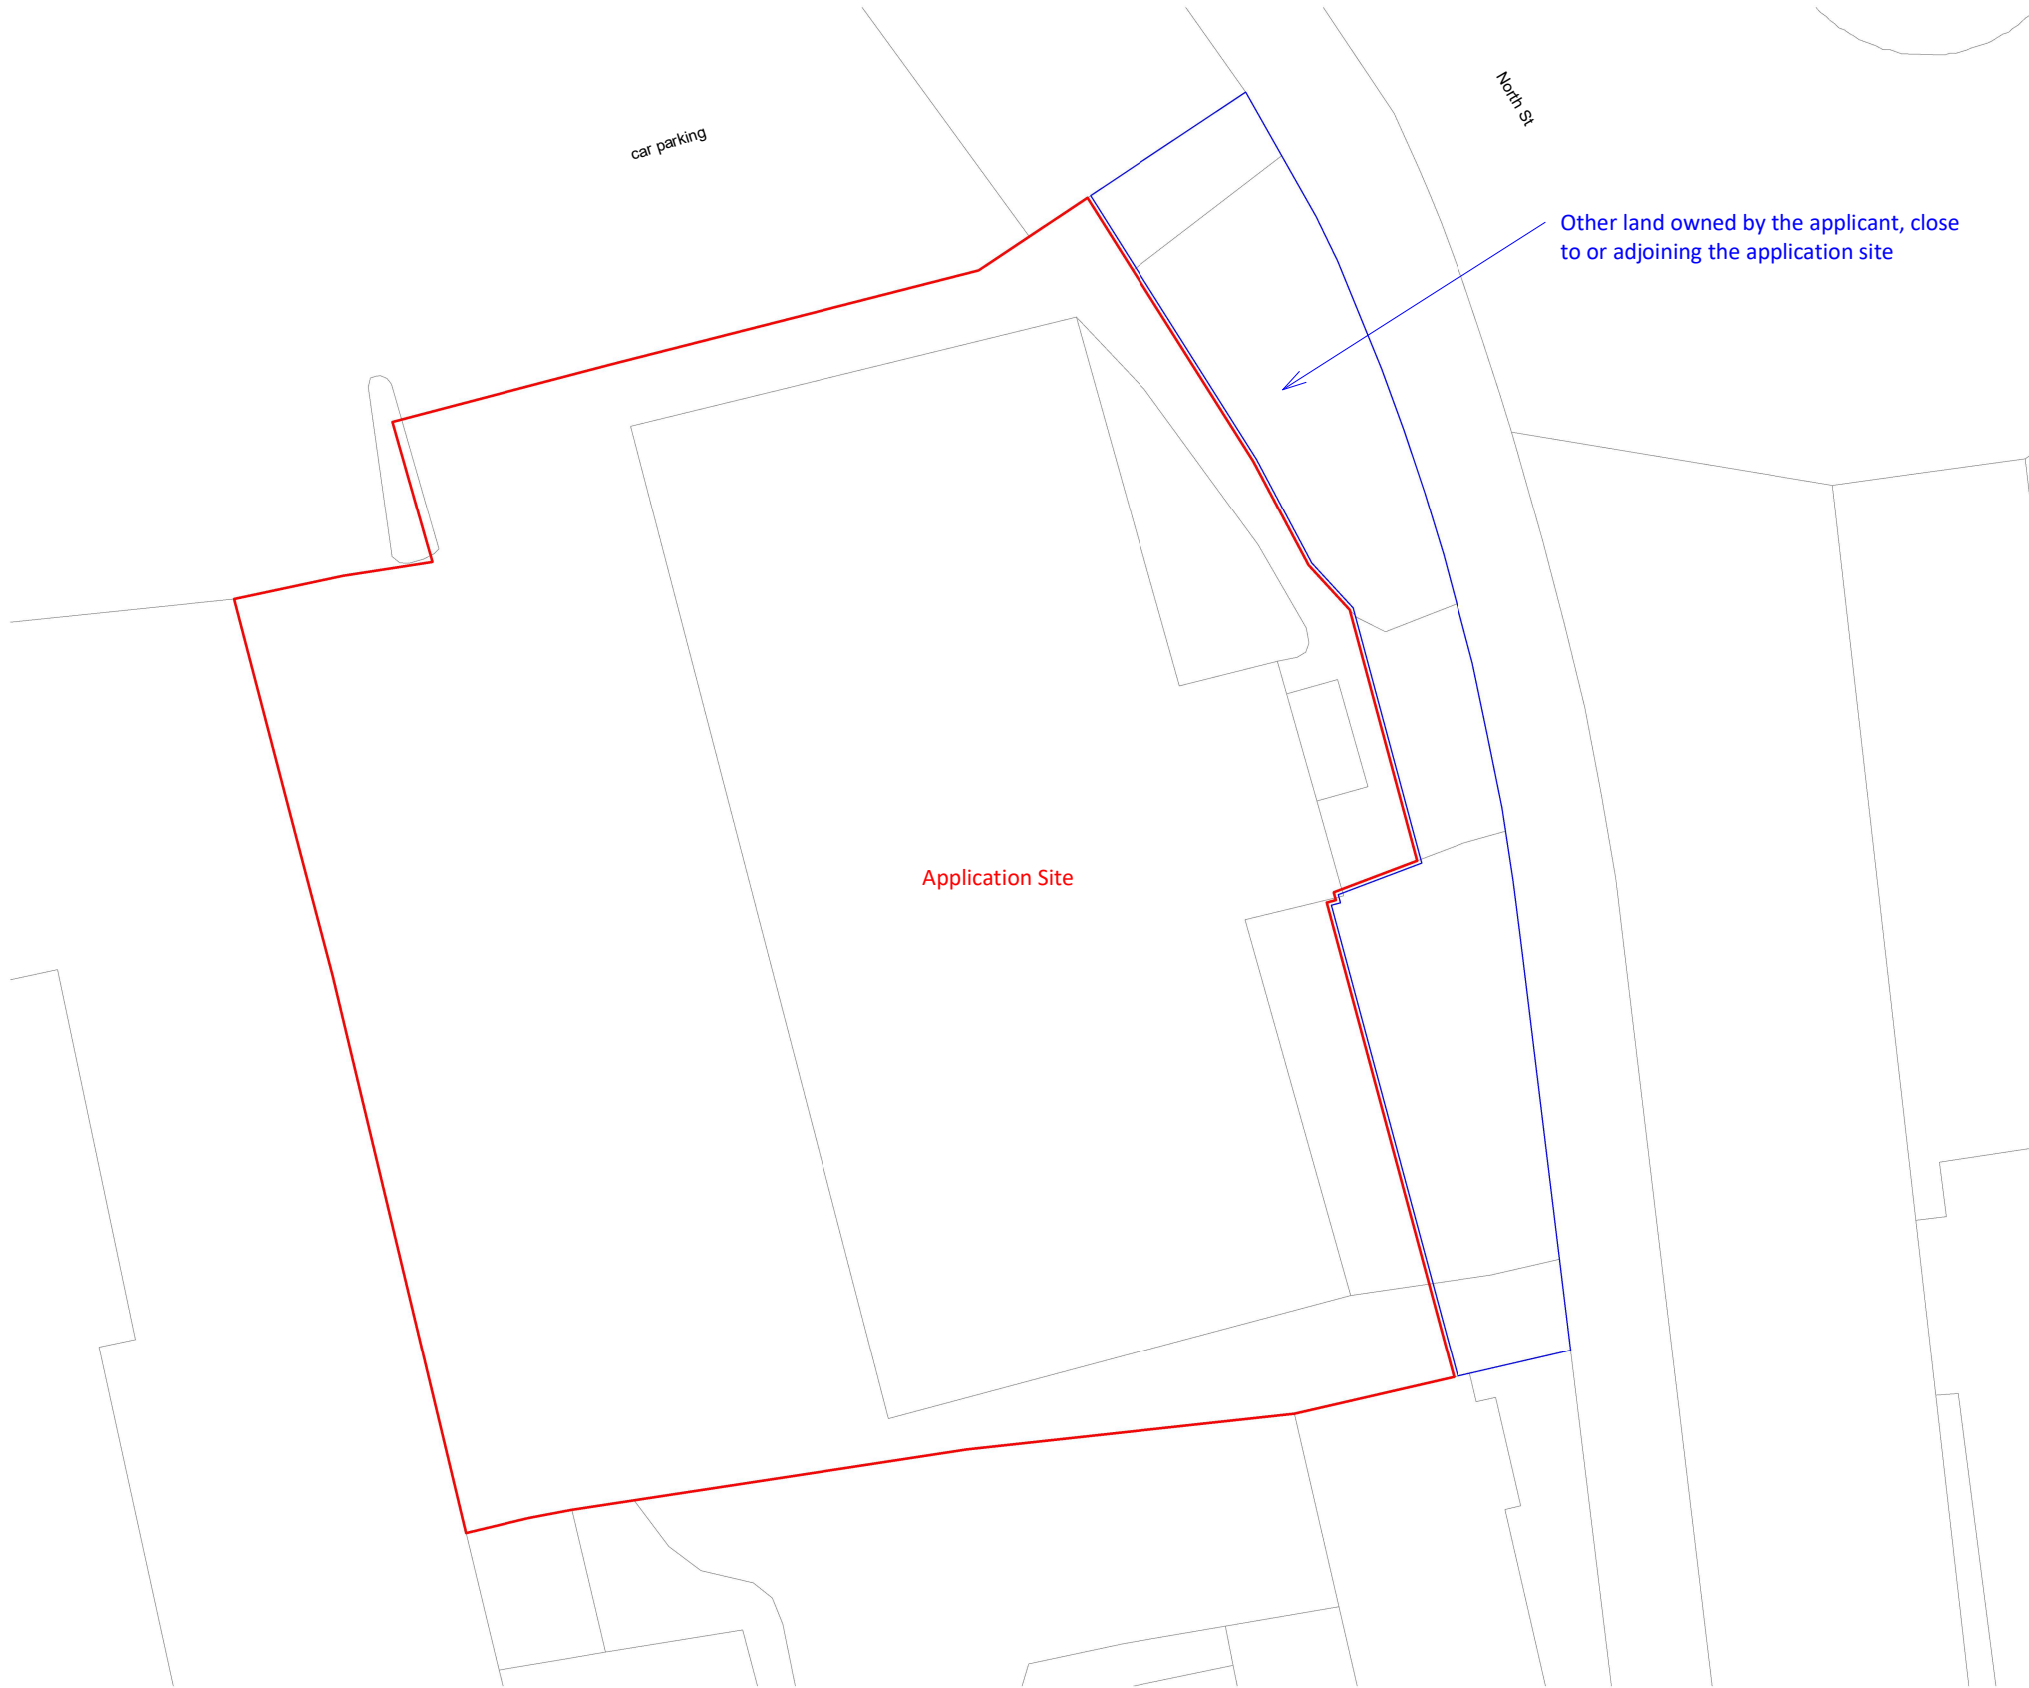 North St
car parking
Other land owned by the applicant, close
to or adjoining the application site
Application Site